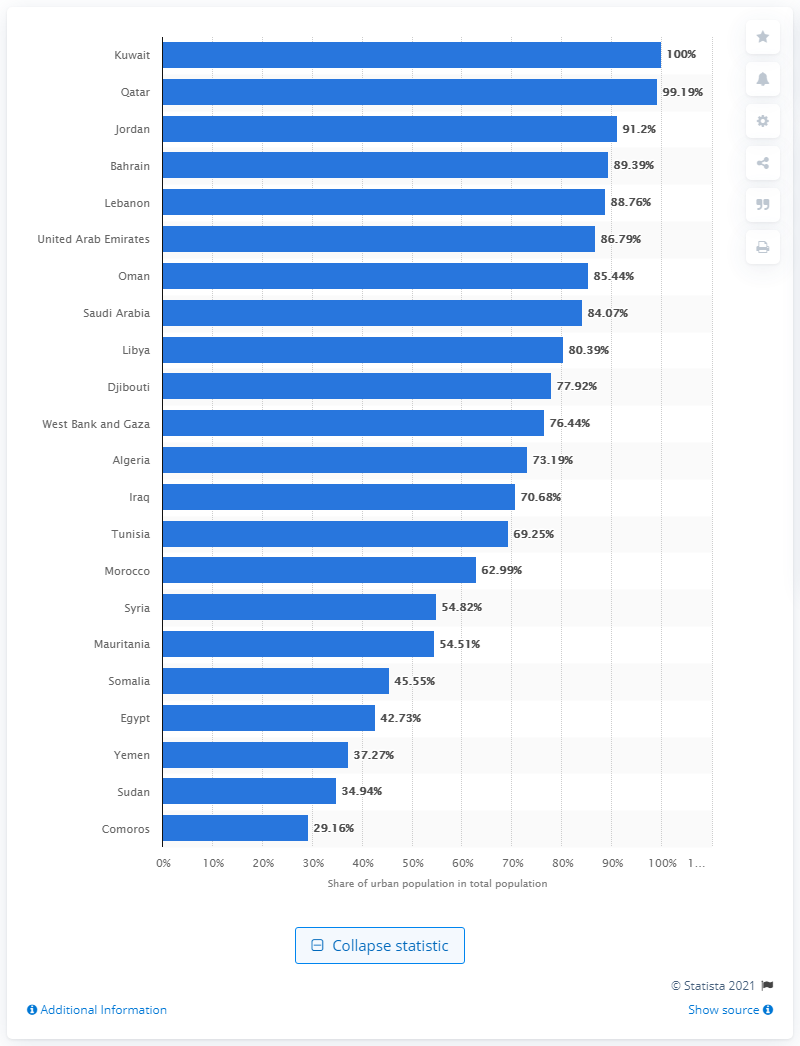 Kuwait 100%
Qatar 99.19%
Jordan 91.2%
Bahrain 89.39%
Lebanon 88.76%
United Arab Emirates 86.79%
Oman 85.44%
Saudi Arabia 84.07%
Libya 80.39%
Djibouti 77.92%
West Bank and Gaza 76.44%
Algeria 73.19%
Iraq 70.68%
Tunisia 69.25%
Morocco 62.99%
Syria 54.82%
Mauritania 54.51%
Somalia 45.55%
Egypt 42.73%
Yemen 37.27%
Sudan 34.94%
Comoros 29.16%
0% 10% 20% 30% 40% 50% 60% 70% 80% 90% 100% 1...
Share of urban population in total population
Collapse statistic
© Statista 2021
Additional Information Show source